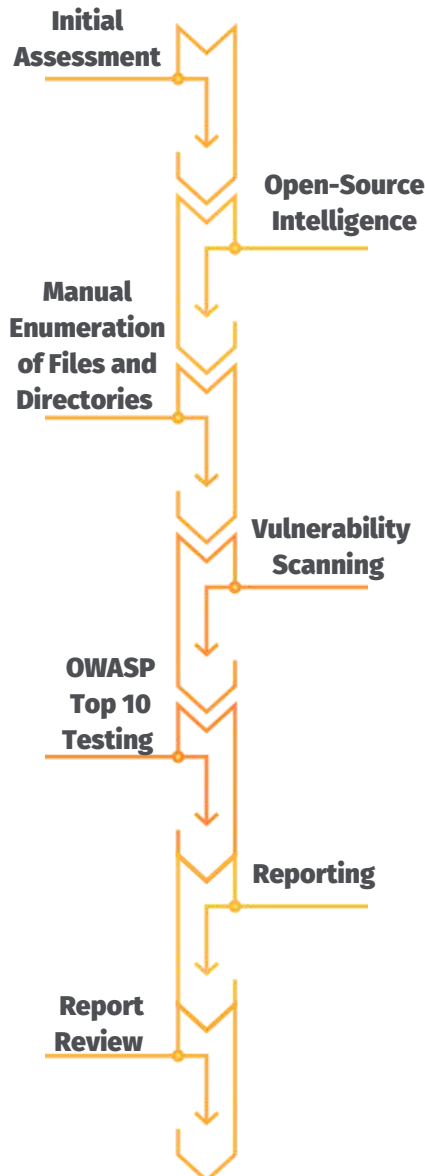 Initial
Assessment
Open-Source
Intelligence
Manual
Enumeration
of Files and
Directories
Vulnerability
Scanning
OWASP
Top 10
Testing
Reporting
Report
Review